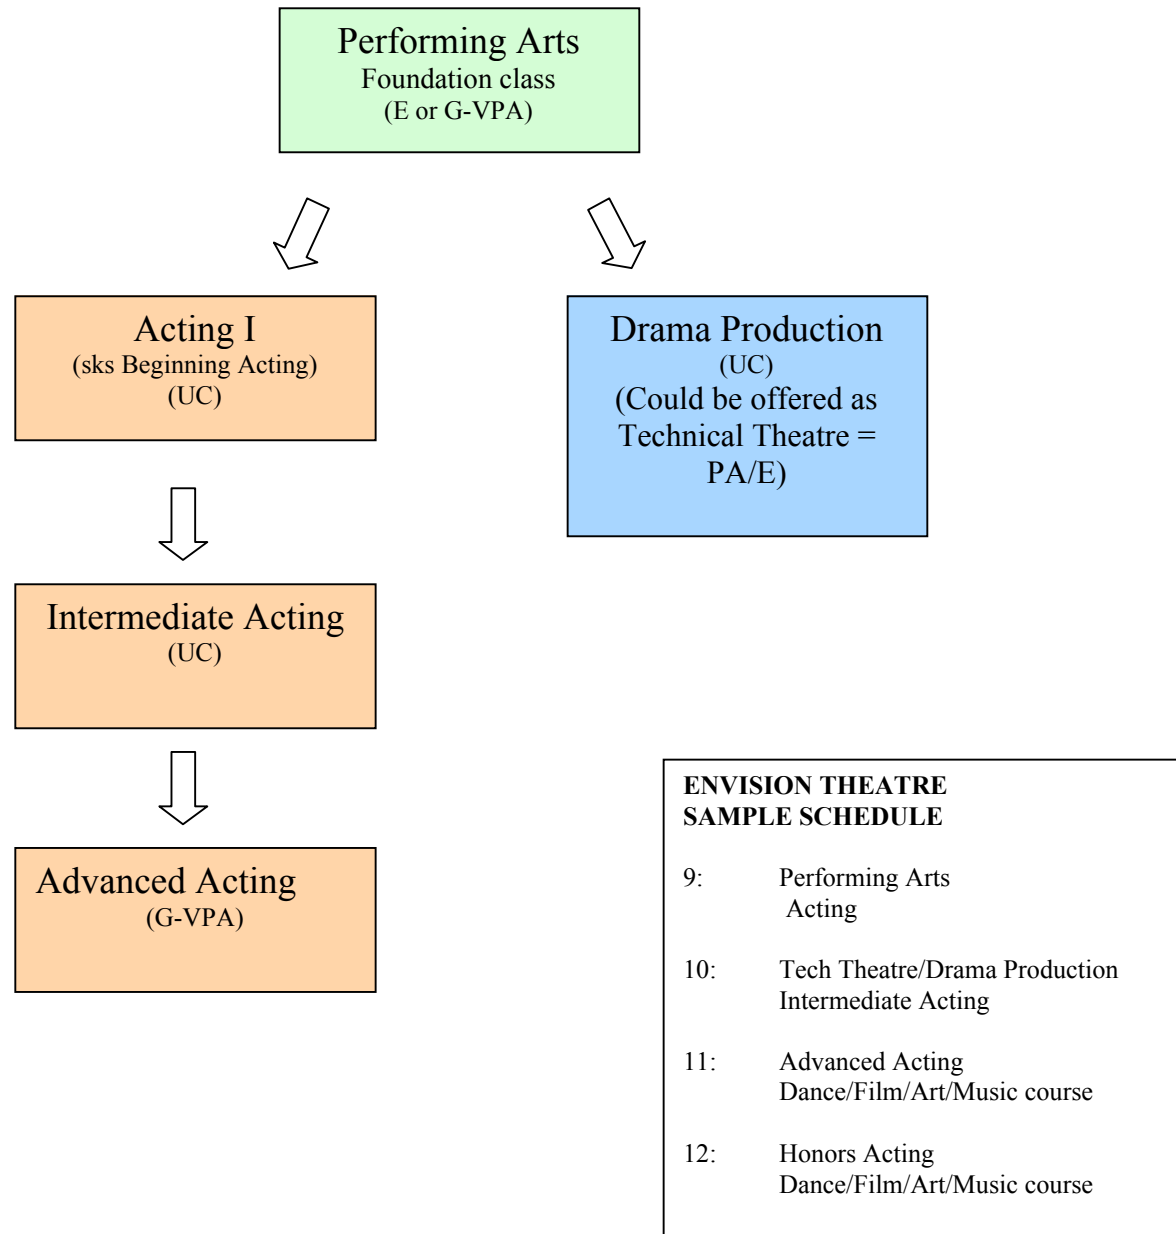 Performing Arts
Foundation class
(E or G-VPA)
Acting I
(sks Beginning Acting)
(UC)
Drama Production
(UC)
(Could be offered as
Technical Theatre =
PA/E)
Intermediate Acting
(UC)
Advanced Acting
(G-VPA)
ENVISION THEATRE
SAMPLE SCHEDULE
9: Performing Arts
Acting
10: Tech Theatre/Drama Production
Intermediate Acting
11: Advanced Acting
Dance/Film/Art/Music course
12: Honors Acting
Dance/Film/Art/Music course